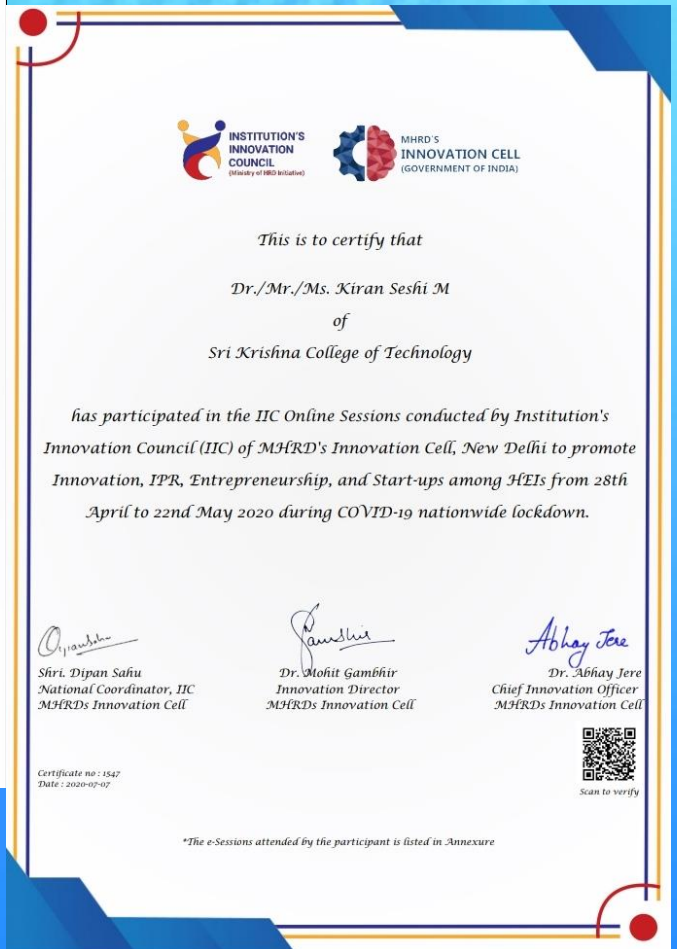 INSTITUTION'S
INNOVATION
COUNCIL
(Ministry of HRD Initiative)
MHRD'S
INNOVATION CELL
(GOVERNMENT OF INDIA)
This is to certify that
Dr./Mr./Ms. Kiran Seshi M
of
Sri Krishna College of Technology
has participated in the IIC Online Sessions conducted by Institution's
Innovation Council (IIC) of MHRD's Innovation Cell, New Delhi to promote
Innovation, IPR, Entrepreneurship, and Start-ups among HEIs from 28th
April to 22nd May 2020 during COVID-19 nationwide lockdown.
Abhay Jere
Shri. Dipan Sahu
National Coordinator, IIC
MHRDs Innovation Cell
Dr. Mohit Gambhir
Innovation Director
MHRDs Innovation Cell
Dr. Abhay Jere
Chief Innovation Officer
MHRDs Innovation Cell
Certificate no : 1547
Date : 2020-07-07
Scan to verify
*The e-Sessions attended by the participant is listed in Annexure